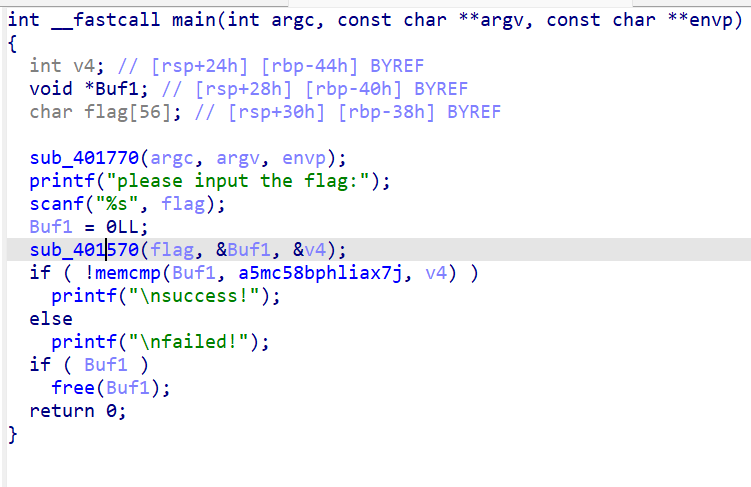 int __fastcall main(int argc, const char **argv, const char **envp)
{
  int v4; // [rsp+24h] [rbp-44h] BYREF
  void *Buf1; // [rsp+28h] [rbp-40h] BYREF
  char flag[56]; // [rsp+30h] [rbp-38h] BYREF

  sub_401770(argc, argv, envp);
  printf("please input the flag:");
  scanf("%s", flag);
  Buf1 = 0LL;
  sub_401570(flag, &Buf1, &v4);
  if ( !memcmp(Buf1, a5mc58bphliax7j, v4) )
    printf("\nsuccess!");
  else
    printf("\nfailed!");
  if ( Buf1 )
    free(Buf1);
  return 0;
}